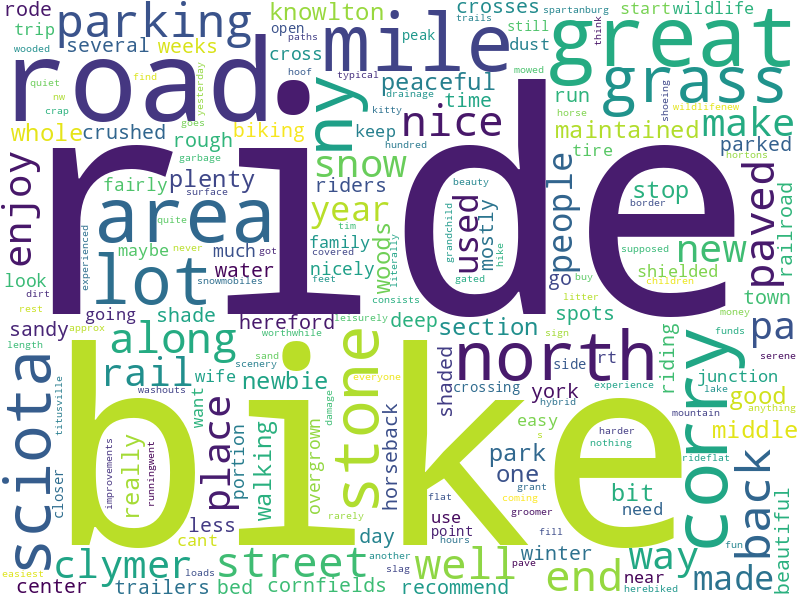 rode
parking
knowlton
crosses
spartanburg
trails
trip
several
weeks
open
paths
cross
peak
still
dust
start
wildlife
think
wooded
road
mile
great
quiet
find
hoof
typical
peaceful
mowed
grass
nw
yesterday
ny
drainage
time
run
horse
shoeing
wildlifenew
crap
goes
kitty
nice
maintained
make
whole
crushed
biking
keep
hundred
rough
garbage
snow
tire
parked
hortons
enjoy
fairly
surface
plenty
riders
beauty
people
stop
border
paved
area
quite
year
tim
family
covered
woods
literally
grandchild
used
mostly
hike
new
railroad
supposed
experienced
maybe
never
much
got
water
nicely
feet
gated
go
buy
shielded
children
look
lot
snowmobiles
ride
litter
town
dirt
rest
going
shade
consists
leisurely
spots
money
pa
sandy
approx
hereford
deep
section
sign
funds
serene
length
along
worthwhile
north
side
rt
riding
lake
sciota
titusville
rail
wife
scenery
sand
everyone
shaded
crossing
experience
junction
mountain
washouts
newbie
damage
york
hybrid
corry
good
anything
want
place
stone
bike
easy
harder
s
nothing
rideflat
middle
closer
improvements
really
runningwent
portion
walking
overgrown
horseback
park
one
back
beautiful
less
rarely
flat
grant
groomer
bit
need
cant
day
use
point
coming
hours
pave
fill
way
fun
clymer
street
another
well
winter
end
near
made
easiest
center
trailers
loads
bed
cornfields
slag
recommend
herebiked